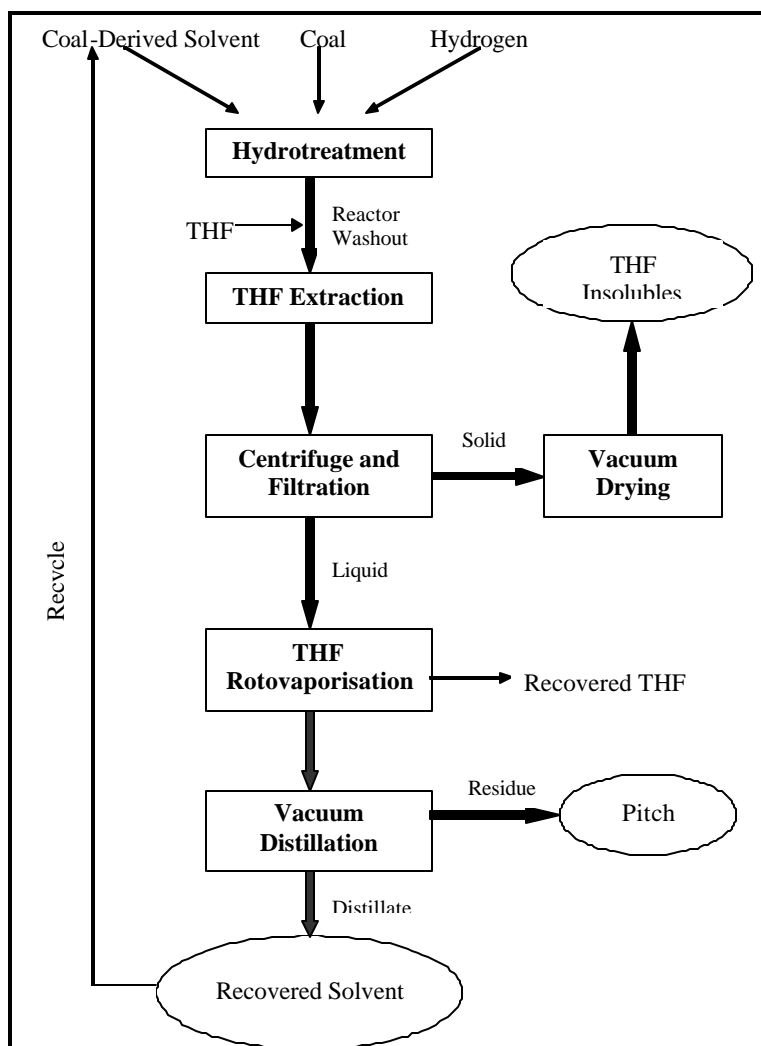 Coal-Derived Solvent
Coal
Hydrogen
Hydrotreatment
THF
Reactor
Washout
THF
Insolubles
THF Extraction
Centrifuge and
Filtration
Solid
Vacuum
Drying
Recycle
Liquid
THF
Rotovaporisation
Recovered THF
Vacuum
Distillation
Residue
Pitch
Distillate
Recovered Solvent